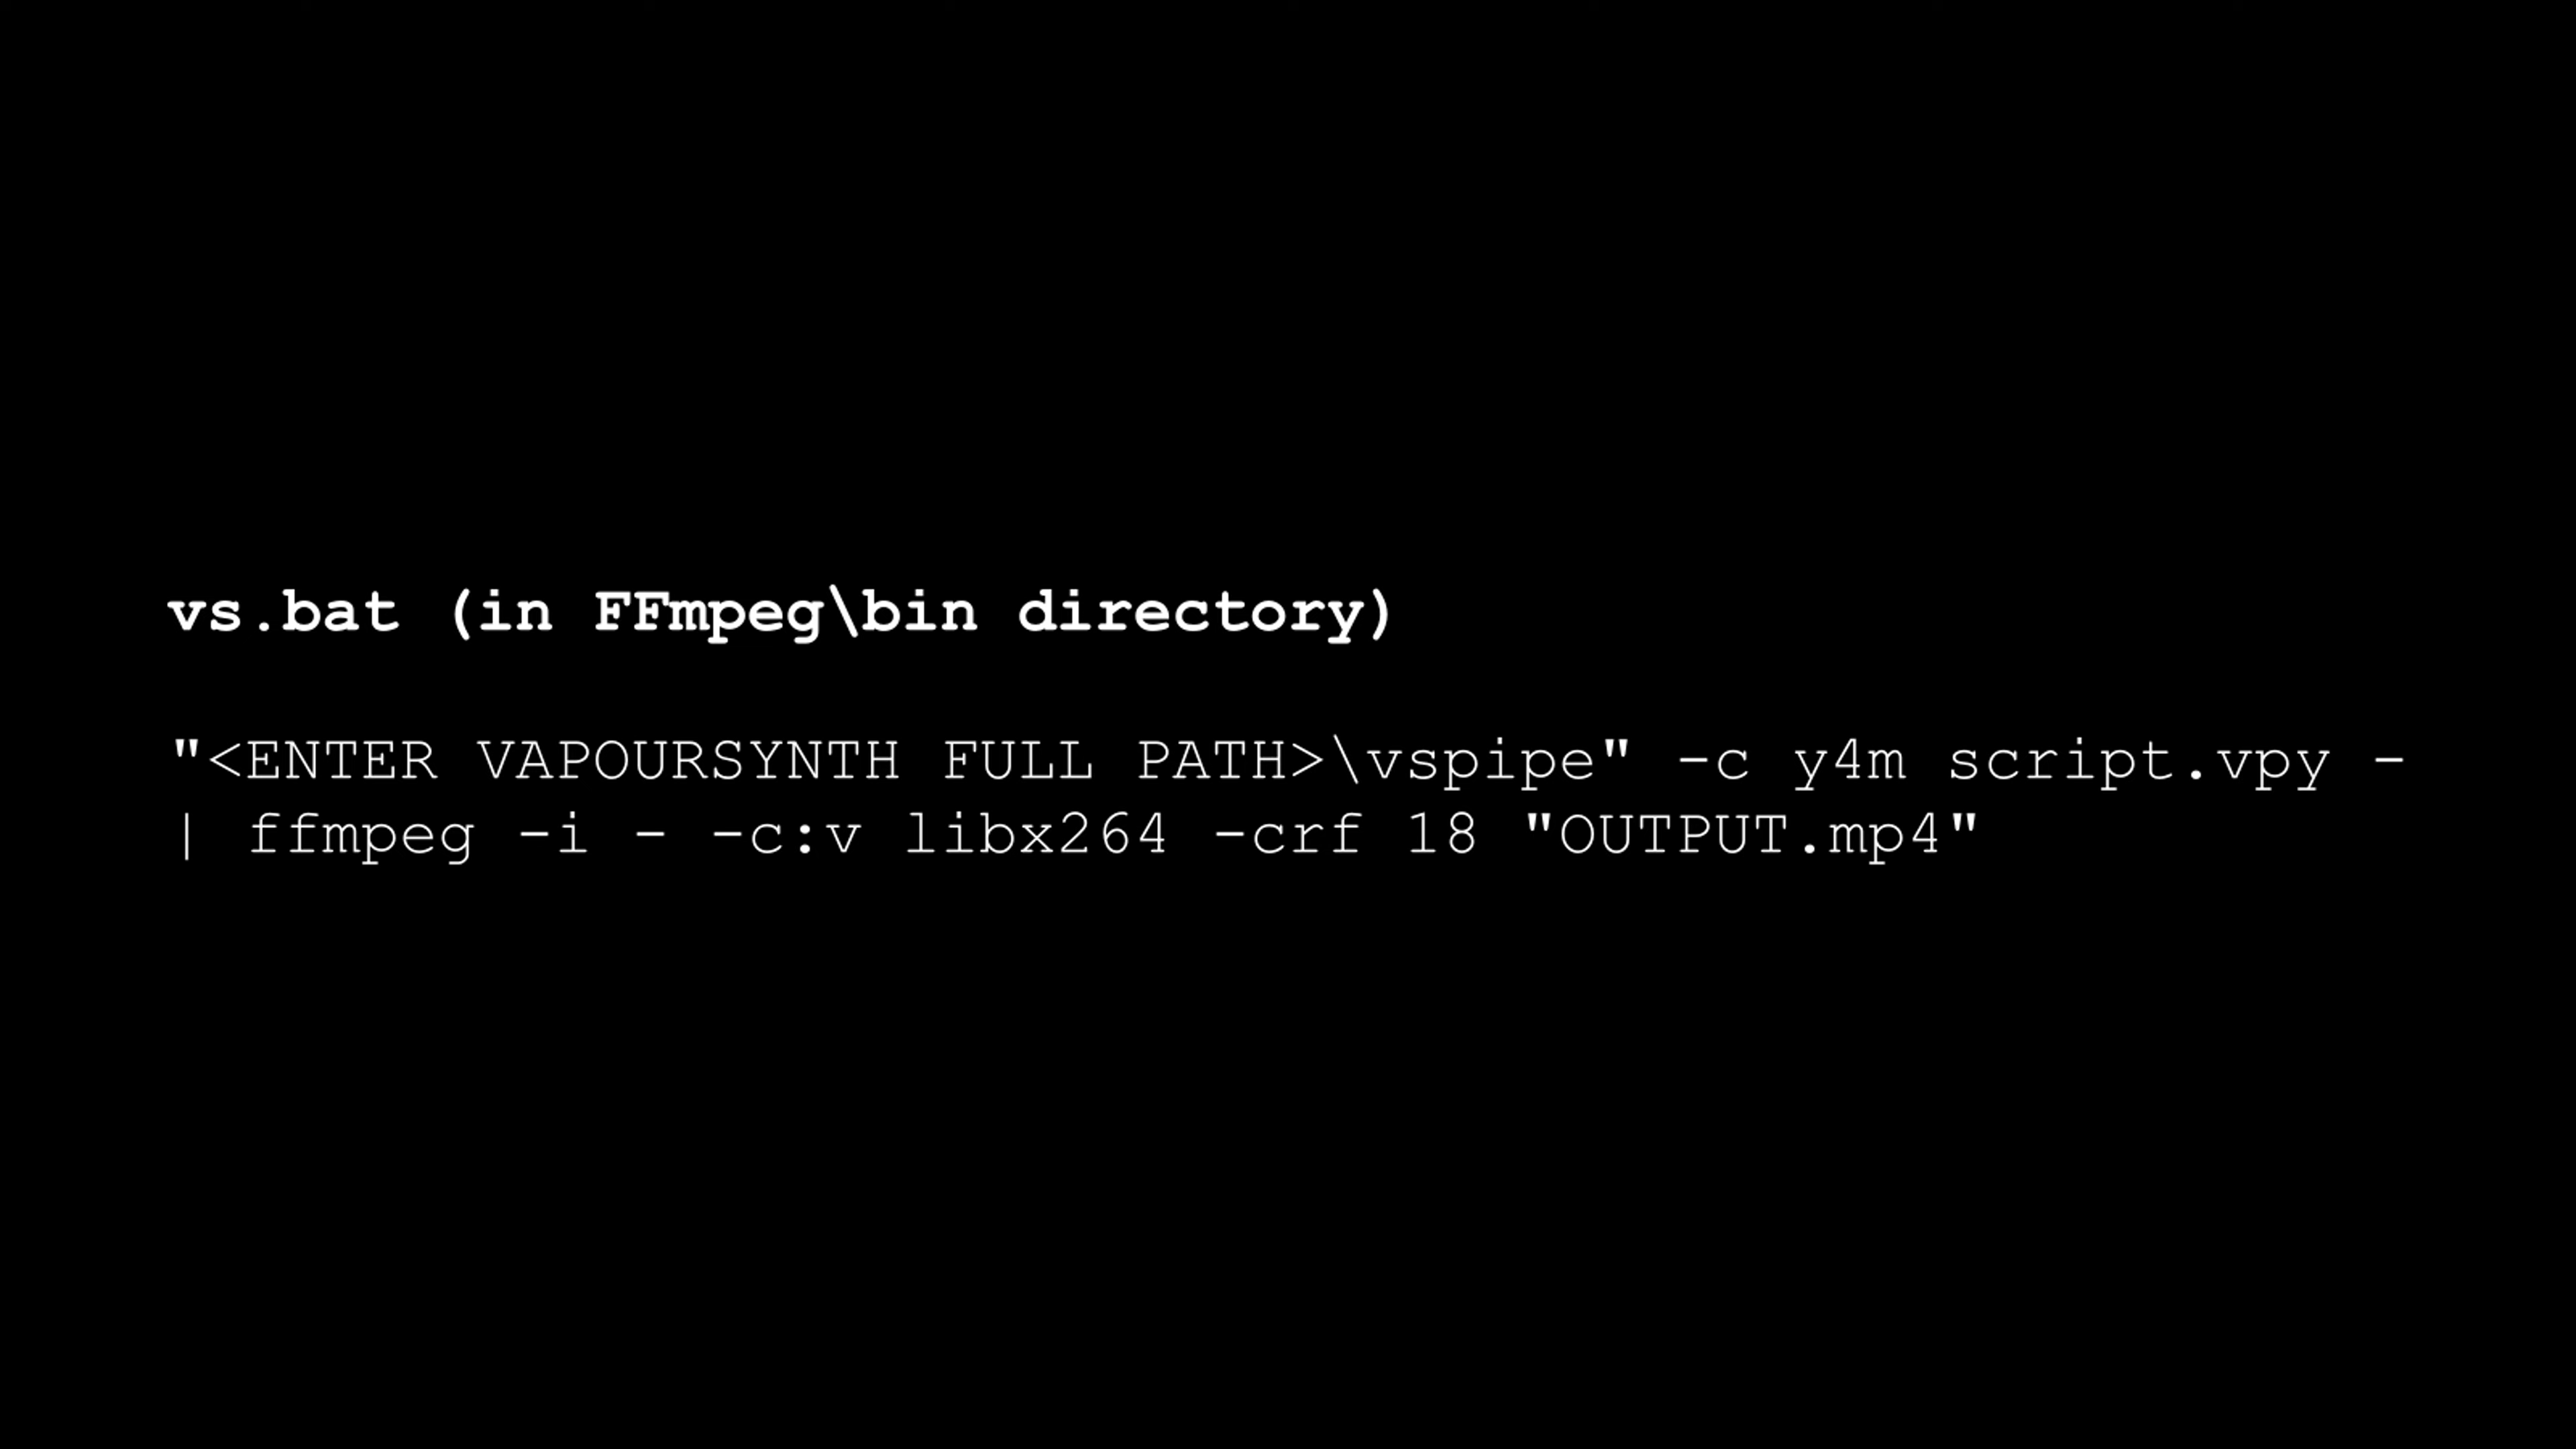 vs.bat (in FFmpeg\bin directory)
"<ENTER VAPOURSYNTH FULL PATH>\vspipe" -c y4m script.vpy -
| ffmpeg -i - -c:v libx264 -crf 18 "OUTPUT.mp4"